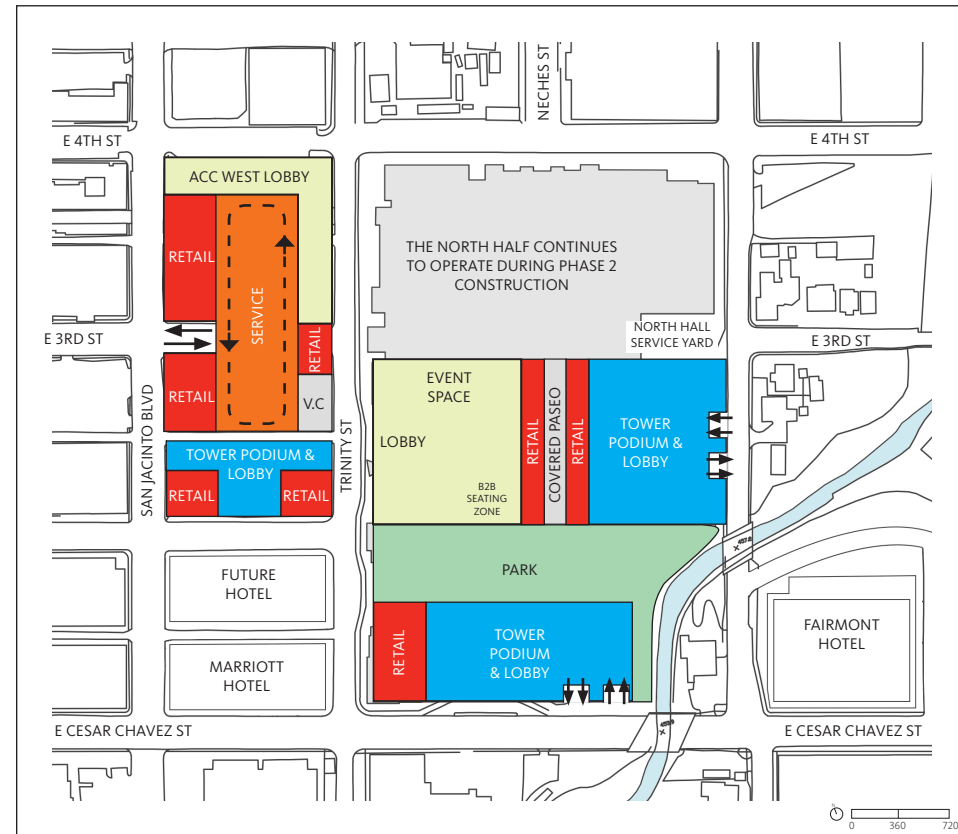 NECHES ST
E 4TH ST
E 4TH ST
ACC WEST LOBBY
RETAIL
SERVICE
THE NORTH HALF CONTINUES
TO OPERATE DURING PHASE 2
CONSTRUCTION
E 3RD ST
NORTH HALL
SERVICE YARD
E 3RD ST
RETAIL
RETAIL
V.C
SAN JACINTO BLVD
TRINITY ST
EVENT
SPACE
LOBBY
B2B
SEATING
ZONE
RETAIL
COVERED PASEO
RETAIL
TOWER
PODIUM &
LOBBY
TOWER PODIUM &
LOBBY
RETAIL
RETAIL
457.8
PARK
FUTURE
HOTEL
RETAIL
TOWER
PODIUM
& LOBBY
FAIRMONT
HOTEL
MARRIOTT
HOTEL
E CESAR CHAVEZ ST
E CESAR CHAVEZ ST
0
360
720